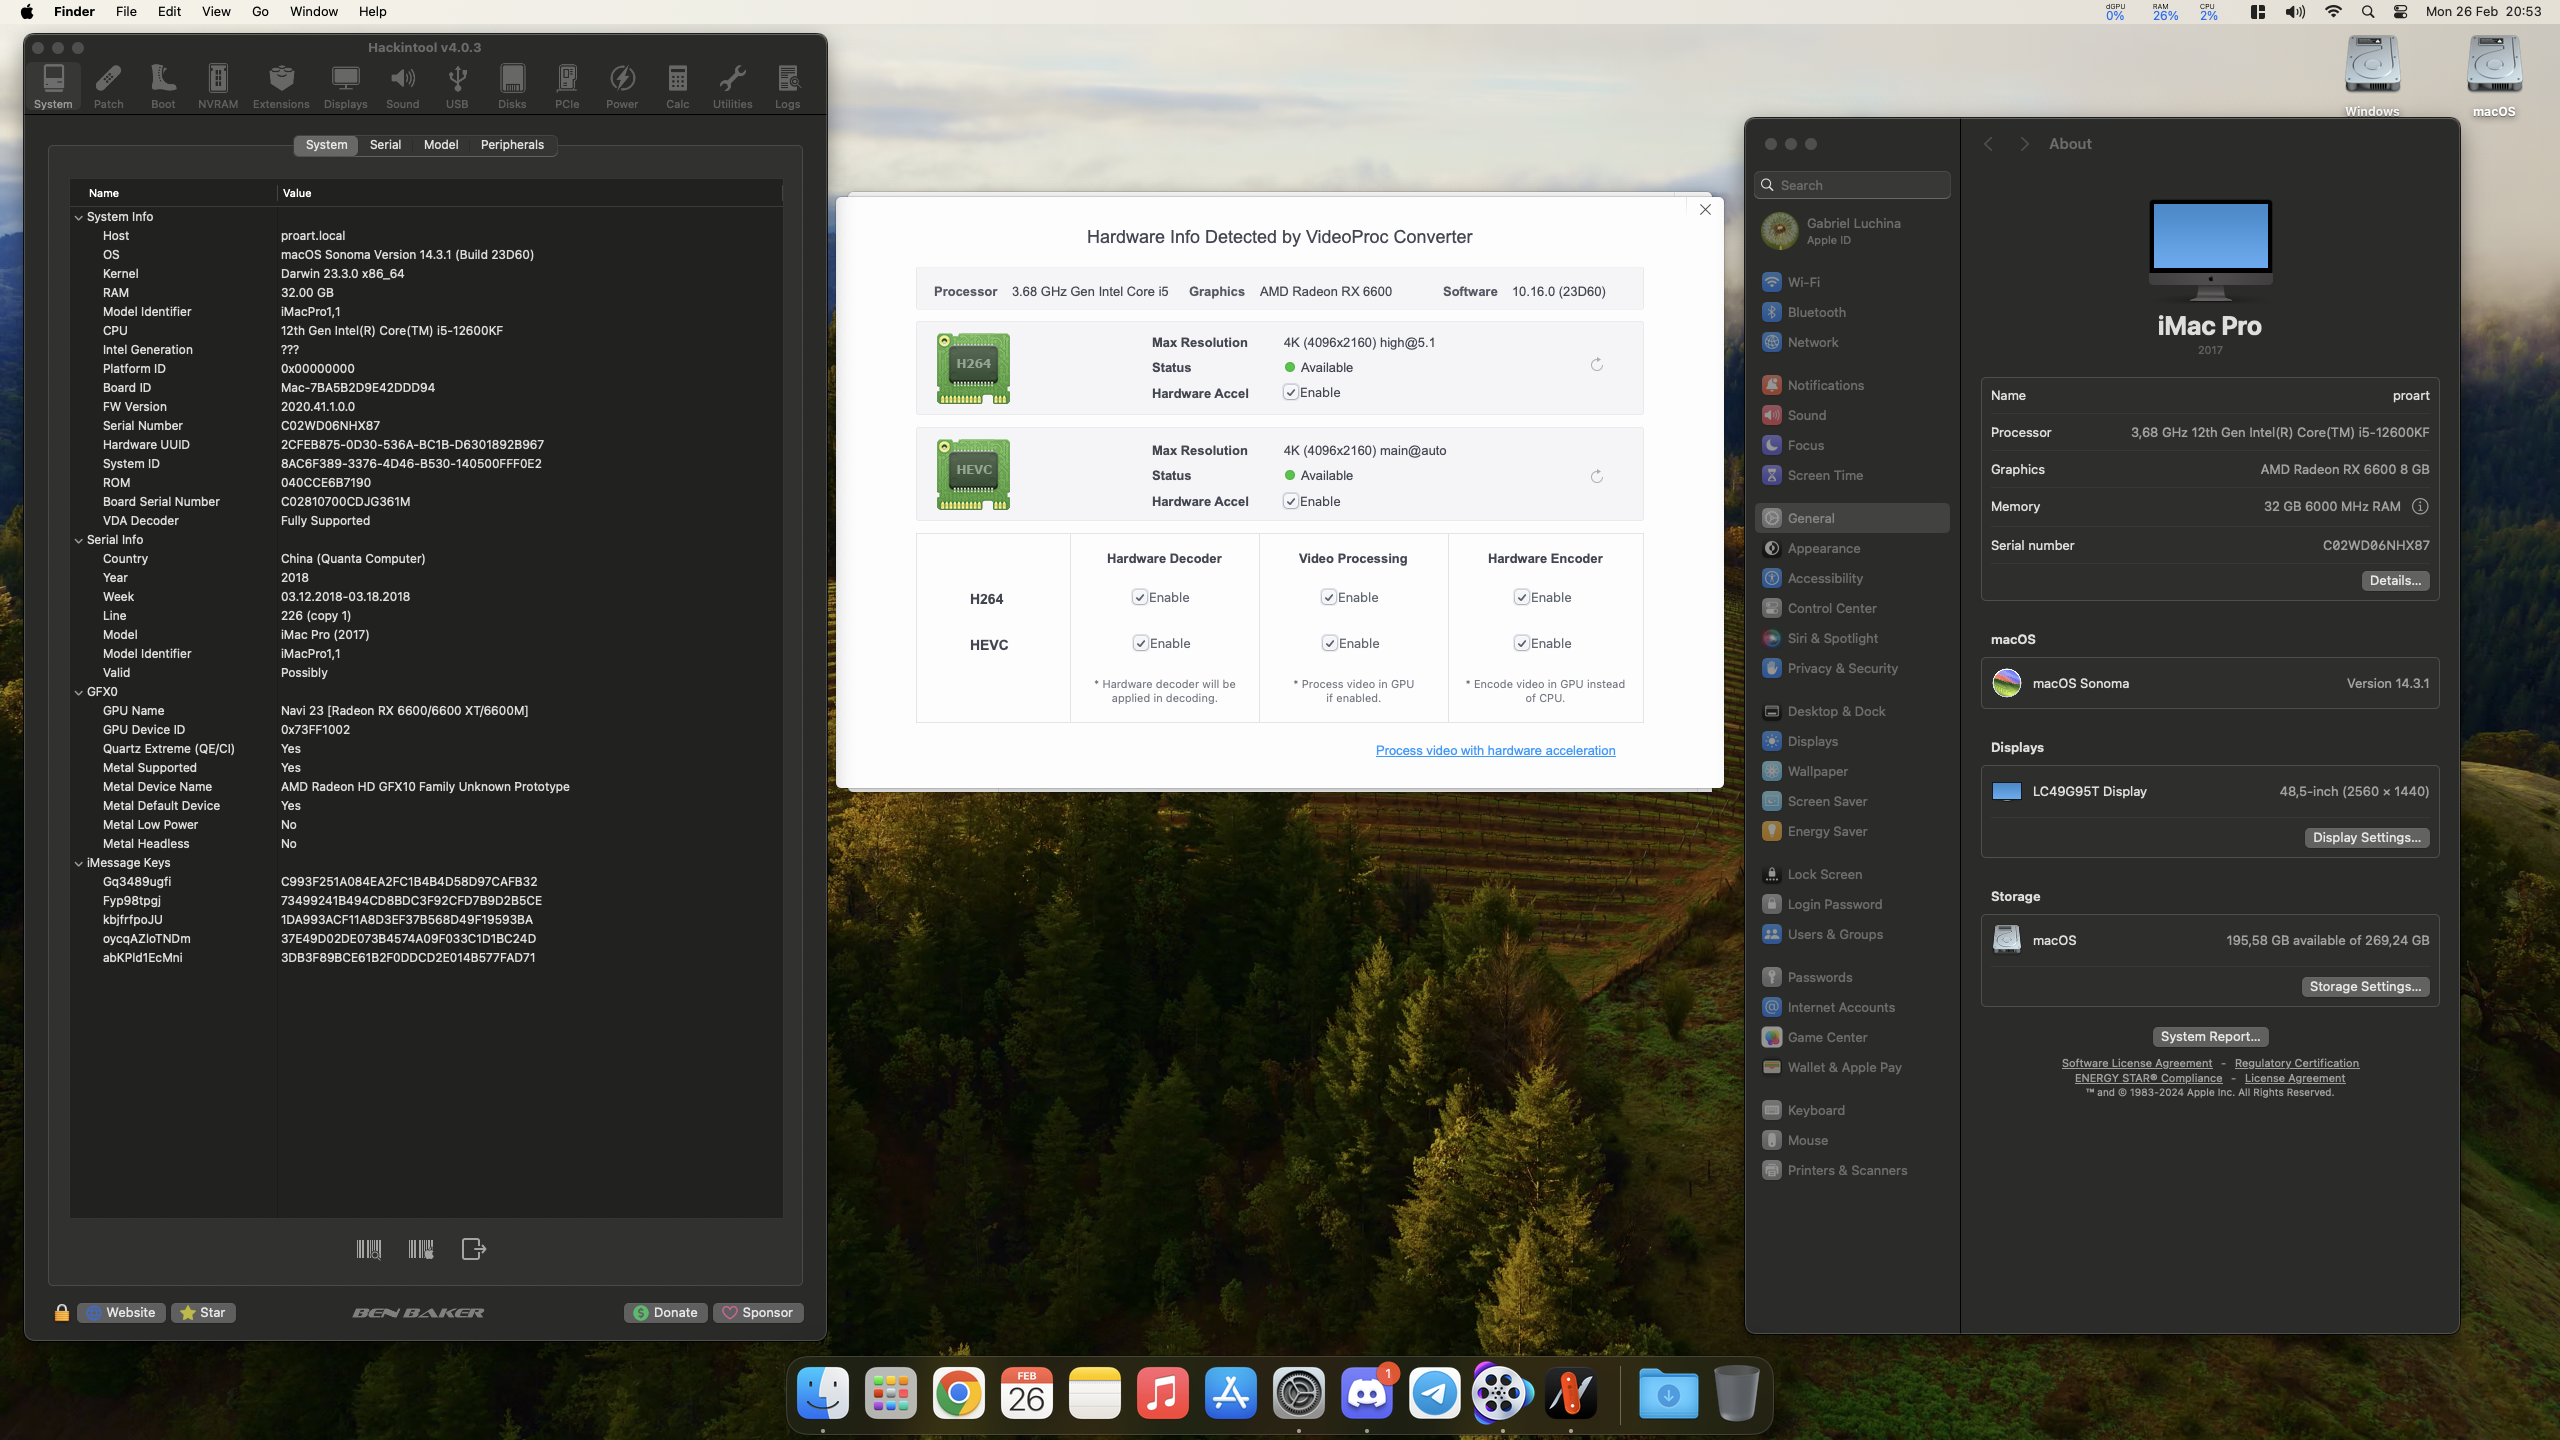 Finder File Edit View Go Window Help
dGPU 0% RAM 26% CPU 2% Mon 26 Feb 20:53
Windows
macOS
Hackintool v4.0.3
System Patch Boot NVRAM Extensions Displays Sound USB Disks PCIe Power Calc Utilities Logs
System Serial Model Peripherals
Name Value
System Info
Host proart.local
OS macOS Sonoma Version 14.3.1 (Build 23D60)
Kernel Darwin 23.3.0 x86_64
RAM 32.00 GB
Model Identifier iMacPro1,1
CPU 12th Gen Intel(R) Core(TM) i5-12600KF
Intel Generation ???
Platform ID 0x00000000
Board ID Mac-7BA5B2D9E42DDD94
FW Version 2020.41.1.0.0
Serial Number C02WD06NHX87
Hardware UUID 2CFEB875-0D30-536A-BC1B-D6301892B967
System ID 8AC6F389-3376-4D46-B530-140500FFF0E2
ROM 040CCE6B7190
Board Serial Number C02810700CDJG361M
VDA Decoder Fully Supported
Serial Info
Country China (Quanta Computer)
Year 2018
Week 03.12.2018-03.18.2018
Line 226 (copy 1)
Model iMac Pro (2017)
Model Identifier iMacPro1,1
Valid Possibly
GFX0
GPU Name Navi 23 [Radeon RX 6600/6600 XT/6600M]
GPU Device ID 0x73FF1002
Quartz Extreme (QE/CI) Yes
Metal Supported Yes
Metal Device Name AMD Radeon HD GFX10 Family Unknown Prototype
Metal Default Device Yes
Metal Low Power No
Metal Headless No
iMessage Keys
Gq3489ugfi C993F251A084EA2FC1B4B4D58D97CAFB32
Fyp98tpgj 73499241B494CD8BDC3F92CFD7B9D2B5CE
kbjfrfpoJU 1DA993ACF11A8D3EF37B568D49F19593BA
oycqAZloTNDm 37E49D02DE073B4574A09F033C1D1BC24D
abKPld1EcMni 3DB3F89BCE61B2F0DDCD2E014B577FAD71
Website Star BEN BAKER Donate Sponsor
Hardware Info Detected by VideoProc Converter
Processor 3.68 GHz Gen Intel Core i5 Graphics AMD Radeon RX 6600 Software 10.16.0 (23D60)
H264
Max Resolution 4K (4096x2160) high@5.1
Status Available
Hardware Accel Enable
HEVC
Max Resolution 4K (4096x2160) main@auto
Status Available
Hardware Accel Enable
Hardware Decoder Video Processing Hardware Encoder
H264 Enable Enable Enable
HEVC Enable Enable Enable
* Hardware decoder will be applied in decoding.
* Process video in GPU if enabled.
* Encode video in GPU instead of CPU.
Process video with hardware acceleration
Search
Gabriel Luchina
Apple ID
Wi-Fi
Bluetooth
Network
Notifications
Sound
Focus
Screen Time
General
Appearance
Accessibility
Control Center
Siri & Spotlight
Privacy & Security
Desktop & Dock
Displays
Wallpaper
Screen Saver
Energy Saver
Lock Screen
Login Password
Users & Groups
Passwords
Internet Accounts
Game Center
Wallet & Apple Pay
Keyboard
Mouse
Printers & Scanners
About
iMac Pro
2017
Name proart
Processor 3,68 GHz 12th Gen Intel(R) Core(TM) i5-12600KF
Graphics AMD Radeon RX 6600 8 GB
Memory 32 GB 6000 MHz RAM
Serial number C02WD06NHX87
Details...
macOS
macOS Sonoma Version 14.3.1
Displays
LC49G95T Display 48,5-inch (2560 × 1440)
Display Settings...
Storage
macOS 195,58 GB available of 269,24 GB
Storage Settings...
System Report...
Software License Agreement - Regulatory Certification
ENERGY STAR® Compliance - License Agreement
™ and © 1983-2024 Apple Inc. All Rights Reserved.
FEB
26
1